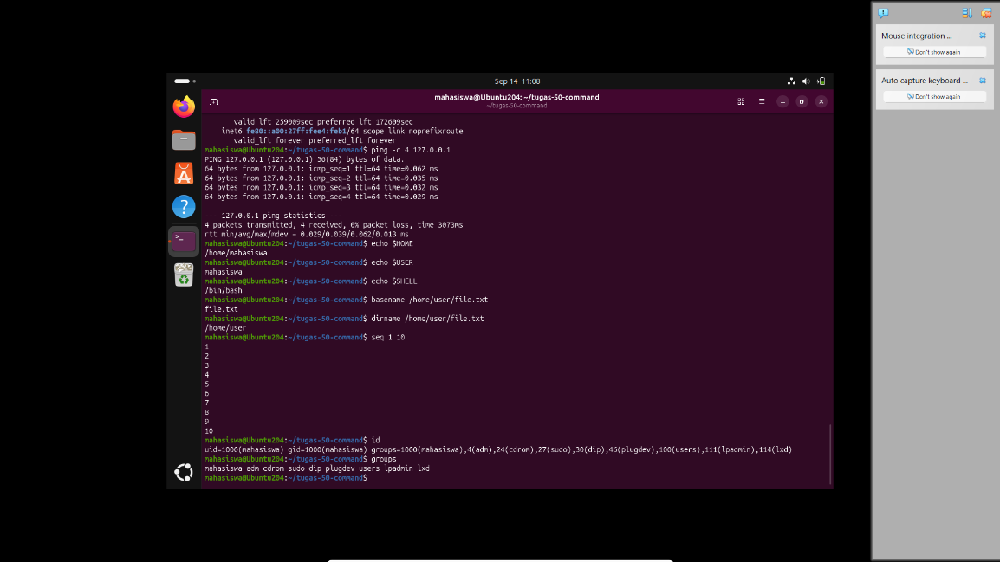 Sep 14 11:08
mahasiswa@Ubuntu204: ~/tugas-50-command
~/tugas-50-command
valid_lft 259009sec preferred_lft 172609sec
inet6 fe80::a00:27ff:fee4:feb1/64 scope link noprefixroute
valid_lft forever preferred_lft forever
mahasiswa@Ubuntu204:~/tugas-50-command$ ping -c 4 127.0.0.1
PING 127.0.0.1 (127.0.0.1) 56(84) bytes of data.
64 bytes from 127.0.0.1: icmp_seq=1 ttl=64 time=0.062 ms
64 bytes from 127.0.0.1: icmp_seq=2 ttl=64 time=0.035 ms
64 bytes from 127.0.0.1: icmp_seq=3 ttl=64 time=0.032 ms
64 bytes from 127.0.0.1: icmp_seq=4 ttl=64 time=0.029 ms
--- 127.0.0.1 ping statistics ---
4 packets transmitted, 4 received, 0% packet loss, time 3073ms
rtt min/avg/max/mdev = 0.029/0.039/0.062/0.013 ms
mahasiswa@Ubuntu204:~/tugas-50-command$ echo $HOME
/home/mahasiswa
mahasiswa@Ubuntu204:~/tugas-50-command$ echo $USER
mahasiswa
mahasiswa@Ubuntu204:~/tugas-50-command$ echo $SHELL
/bin/bash
mahasiswa@Ubuntu204:~/tugas-50-command$ basename /home/user/file.txt
file.txt
mahasiswa@Ubuntu204:~/tugas-50-command$ dirname /home/user/file.txt
/home/user
mahasiswa@Ubuntu204:~/tugas-50-command$ seq 1 10
1
2
3
4
5
6
7
8
9
10
mahasiswa@Ubuntu204:~/tugas-50-command$ id
uid=1000(mahasiswa) gid=1000(mahasiswa) groups=1000(mahasiswa),4(adm),24(cdrom),27(sudo),30(dip),46(plugdev),100(users),111(lpadmin),114(lxd)
mahasiswa@Ubuntu204:~/tugas-50-command$ groups
mahasiswa adm cdrom sudo dip plugdev users lpadmin lxd
mahasiswa@Ubuntu204:~/tugas-50-command$
Mouse integration ...
Don't show again
Auto capture keyboard ...
Don't show again